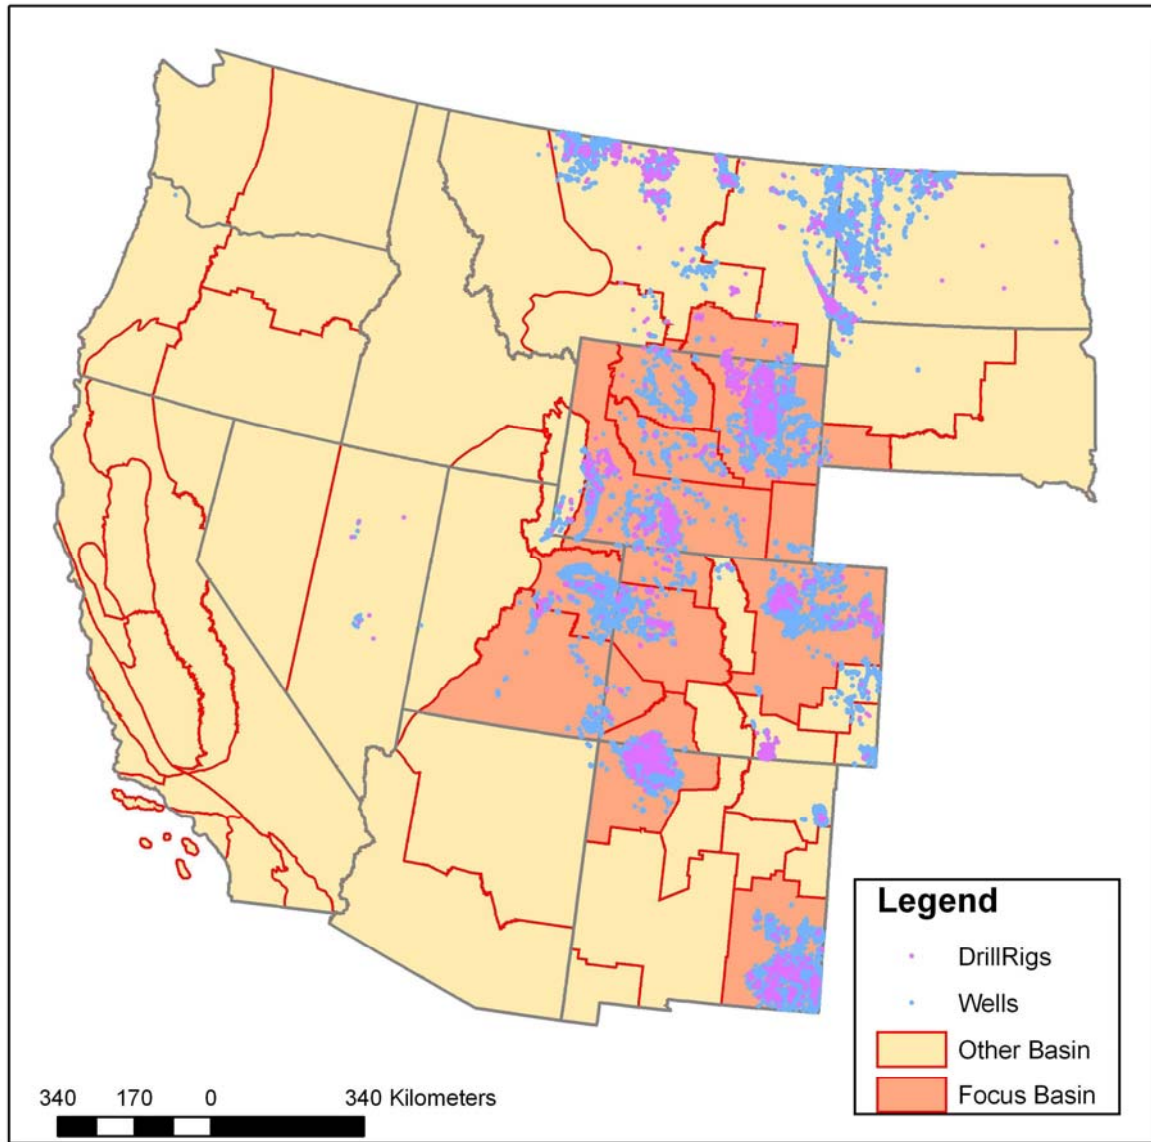 Legend
DrillRigs
Wells
Other Basin
Focus Basin
340 170 0 340 Kilometers